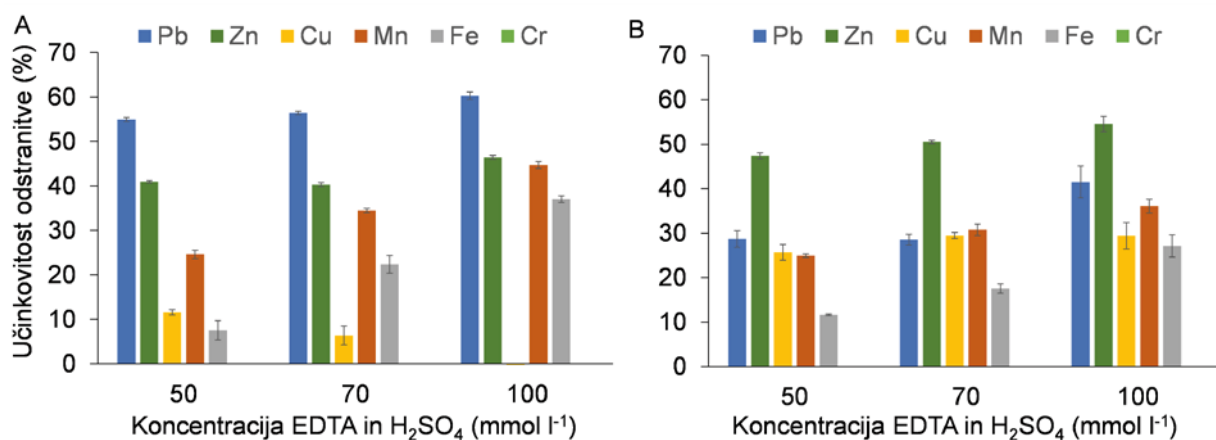 A
Pb Zn Cu Mn Fe Cr
Učinkovitost odstranitve (%)
70
60
50
40
30
20
10
0
50 70 100
Koncentracija EDTA in H₂SO₄ (mmol l⁻¹)
B
Pb Zn Cu Mn Fe Cr
70
60
50
40
30
20
10
0
50 70 100
Koncentracija EDTA in H₂SO₄ (mmol l⁻¹)